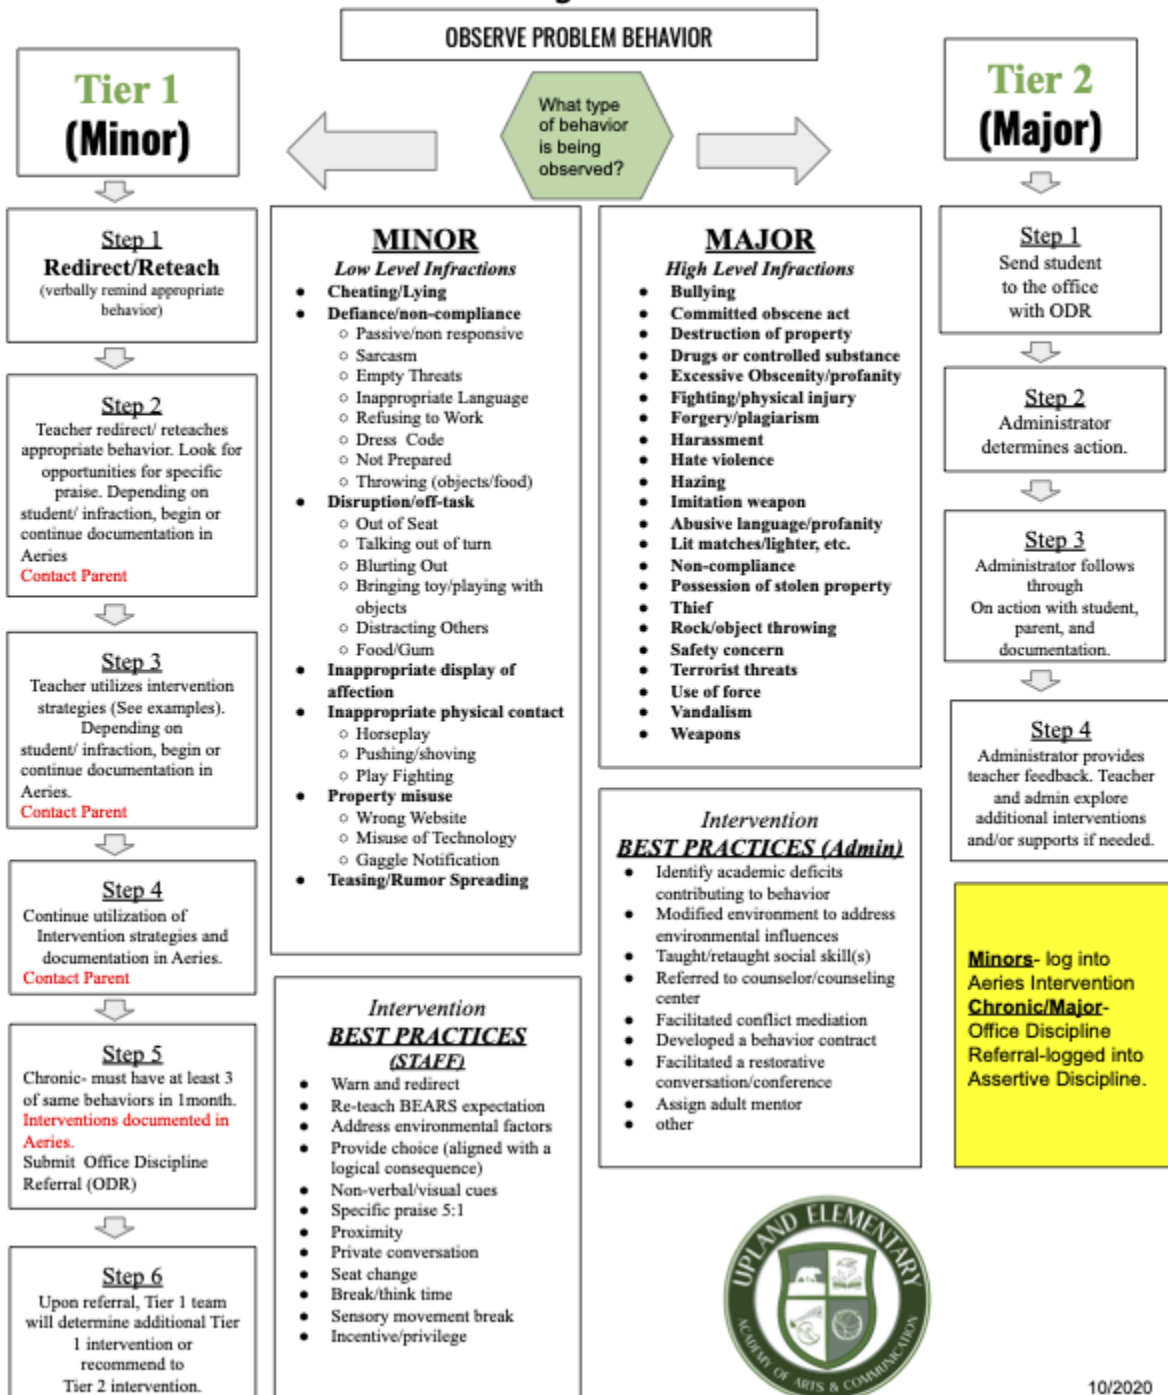 OBSERVE PROBLEM BEHAVIOR
Tier 1
(Minor)
What type
of behavior
is being
observed?
Tier 2
(Major)
Step 1
Redirect/Reteach
(verbally remind appropriate
behavior)
Step 2
Teacher redirect/ reteaches
appropriate behavior. Look for
opportunities for specific
praise. Depending on
student/ infraction, begin or
continue documentation in
Aeries
Contact Parent
Step 3
Teacher utilizes intervention
strategies (See examples).
Depending on
student/ infraction, begin or
continue documentation in
Aeries.
Contact Parent
Step 4
Continue utilization of
Intervention strategies and
documentation in Aeries.
Contact Parent
Step 5
Chronic- must have at least 3
of same behaviors in 1month.
Interventions documented in
Aeries.
Submit Office Discipline
Referral (ODR)
Step 6
Upon referral, Tier 1 team
will determine additional Tier
1 intervention or
recommend to
Tier 2 intervention.
MINOR
Low Level Infractions
● Cheating/Lying
● Defiance/non-compliance
○ Passive/non responsive
○ Sarcasm
○ Empty Threats
○ Inappropriate Language
○ Refusing to Work
○ Dress Code
○ Not Prepared
○ Throwing (objects/food)
● Disruption/off-task
○ Out of Seat
○ Talking out of turn
○ Blurting Out
○ Bringing toy/playing with
objects
○ Distracting Others
○ Food/Gum
● Inappropriate display of
affection
● Inappropriate physical contact
○ Horseplay
○ Pushing/shoving
○ Play Fighting
● Property misuse
○ Wrong Website
○ Misuse of Technology
○ Gaggle Notification
● Teasing/Rumor Spreading
Intervention
BEST PRACTICES
(STAFF)
● Warn and redirect
● Re-teach BEARS expectation
● Address environmental factors
● Provide choice (aligned with a
logical consequence)
● Non-verbal/visual cues
● Specific praise 5:1
● Proximity
● Private conversation
● Seat change
● Break/think time
● Sensory movement break
● Incentive/privilege
MAJOR
High Level Infractions
● Bullying
● Committed obscene act
● Destruction of property
● Drugs or controlled substance
● Excessive Obscenity/profanity
● Fighting/physical injury
● Forgery/plagiarism
● Harassment
● Hate violence
● Hazing
● Imitation weapon
● Abusive language/profanity
● Lit matches/lighter, etc.
● Non-compliance
● Possession of stolen property
● Thief
● Rock/object throwing
● Safety concern
● Terrorist threats
● Use of force
● Vandalism
● Weapons
Intervention
BEST PRACTICES (Admin)
● Identify academic deficits
contributing to behavior
● Modified environment to address
environmental influences
● Taught/retaught social skill(s)
● Referred to counselor/counseling
center
● Facilitated conflict mediation
● Developed a behavior contract
● Facilitated a restorative
conversation/conference
● Assign adult mentor
● other
Step 1
Send student
to the office
with ODR
Step 2
Administrator
determines action.
Step 3
Administrator follows
through
On action with student,
parent, and
documentation.
Step 4
Administrator provides
teacher feedback. Teacher
and admin explore
additional interventions
and/or supports if needed.
Minors- log into
Aeries Intervention
Chronic/Major-
Office Discipline
Referral-logged into
Assertive Discipline.
UPLAND ELEMENTARY
ACADEMY OF ARTS & COMMUNICATION
10/2020